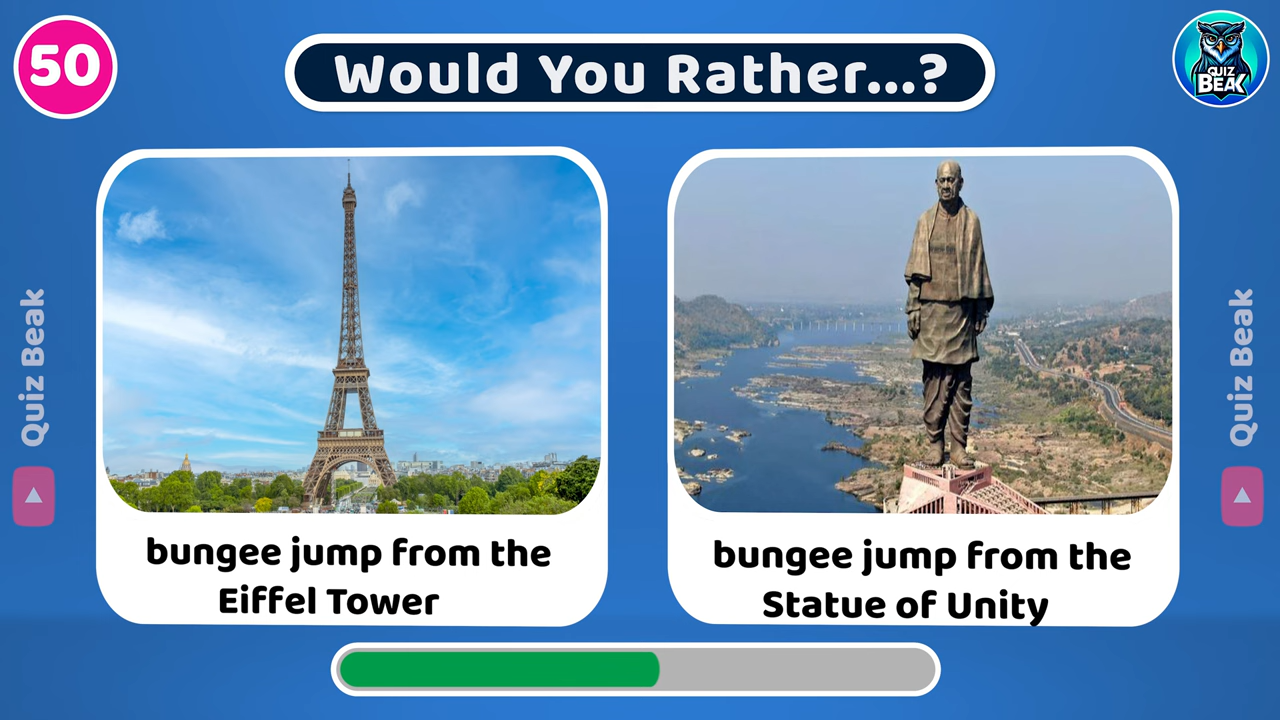 50
Would You Rather...?
QUIZ
BEAK
Quiz Beak
Quiz Beak
bungee jump from the
Eiffel Tower
bungee jump from the
Statue of Unity